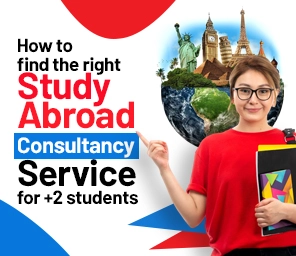 How to
find the right
Study
Abroad
Consultancy
Service
for +2 students